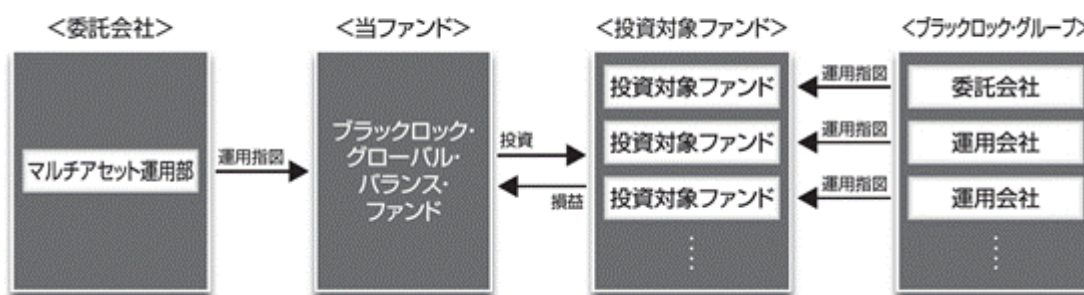 <委託会社>
マルチアセット運用部
運用指図
<当ファンド>
ブラックロック・
グローバル・
バランス・
ファンド
投資
損益
<投資対象ファンド>
投資対象ファンド
投資対象ファンド
投資対象ファンド
運用指図
運用指図
運用指図
<ブラックロック・グループ>
委託会社
運用会社
運用会社